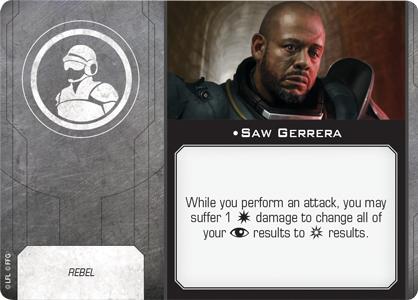 •SAW GERRERA
While you perform an attack, you may
suffer 1 damage to change all of
your results to results.
REBEL
©LFL ©FFG